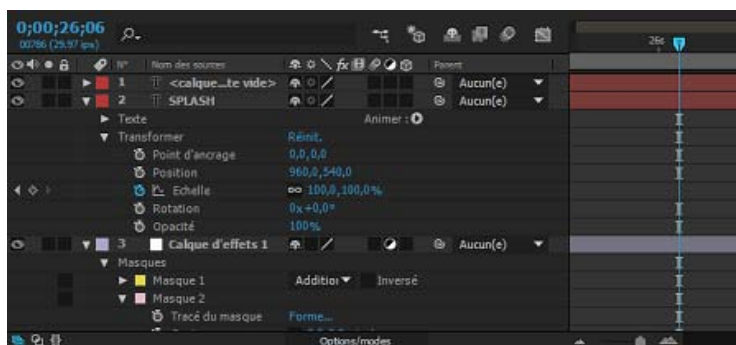 0;00;26;06
00786 (29.97 ips)
26s
N° Nom des sources Parent
1 <calque...te vide> Aucun(e)
2 SPLASH Aucun(e)
Texte Animer :
Transformer Réinit.
Point d'ancrage 0,0,0,0
Position 960,0,540,0
Echelle 100,0,100,0%
Rotation 0x+0,0°
Opacité 100%
3 Calque d'effets 1 Aucun(e)
Masques
Masque 1 Addition Inversé
Masque 2
Tracé du masque Forme...
Options/modes